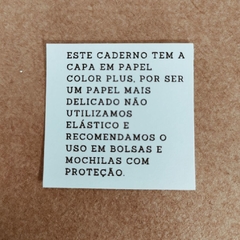 ESTE CADERNO TEM A
CAPA EM PAPEL
COLOR PLUS, POR SER
UM PAPEL MAIS
DELICADO NÃO
UTILIZAMOS
ELÁSTICO E
RECOMENDAMOS O
USO EM BOLSAS E
MOCHILAS COM
PROTEÇÃO.